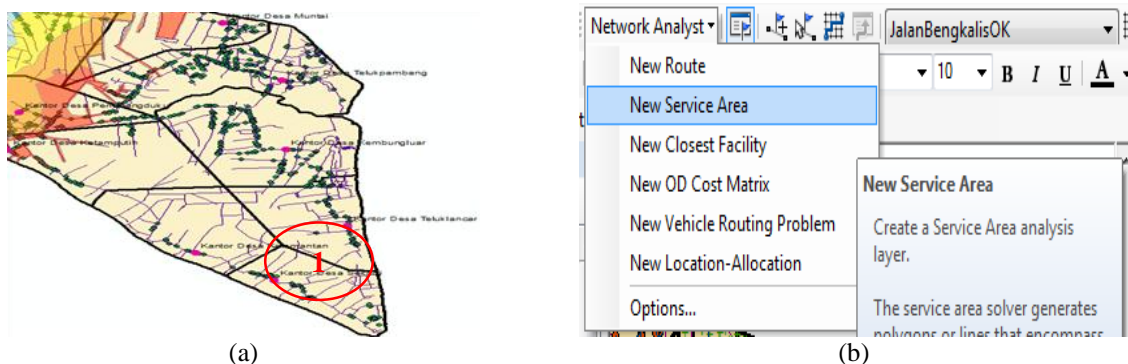 Kantor Desa Muntai
Kantor Desa Telukpambang
Kantor Desa
Kantor Desa Ketamputih
Kantor Desa Kembungluar
Kantor Desa Teluklancar
Kantor Desa
Kantor Desa
1
(a)
Network Analyst
JalanBengkalisOK
New Route
10 B I U A
New Service Area
New Closest Facility
New OD Cost Matrix
New Service Area
New Vehicle Routing Problem
Create a Service Area analysis
layer.
New Location-Allocation
Options...
The service area solver generates
polygons or lines that encompass
(b)